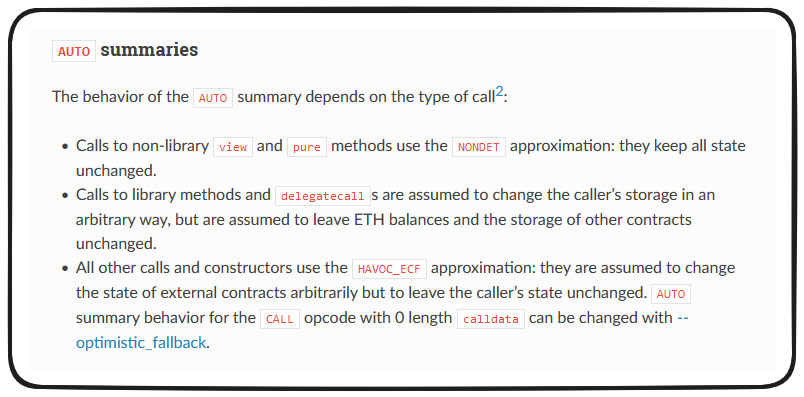 AUTO summaries
The behavior of the AUTO summary depends on the type of call2:
• Calls to non-library view and pure methods use the NONDET approximation: they keep all state
unchanged.
• Calls to library methods and delegatecall s are assumed to change the caller's storage in an
arbitrary way, but are assumed to leave ETH balances and the storage of other contracts
unchanged.
• All other calls and constructors use the HAVOC_ECF approximation: they are assumed to change
the state of external contracts arbitrarily but to leave the caller's state unchanged. AUTO
summary behavior for the CALL opcode with 0 length calldata can be changed with --
optimistic_fallback.